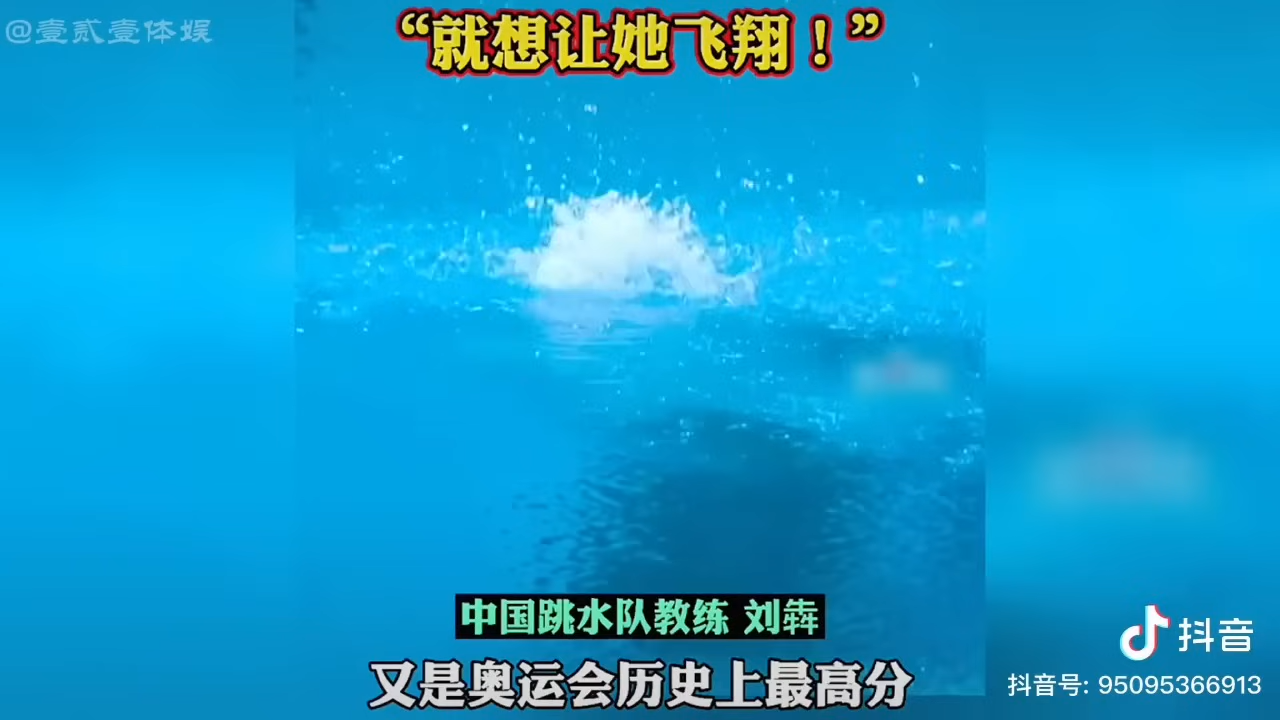 @壹贰壹体娱
“就想让她飞翔！”
中国跳水队教练 刘犇
又是奥运会历史上最高分
抖音
抖音号: 95095366913